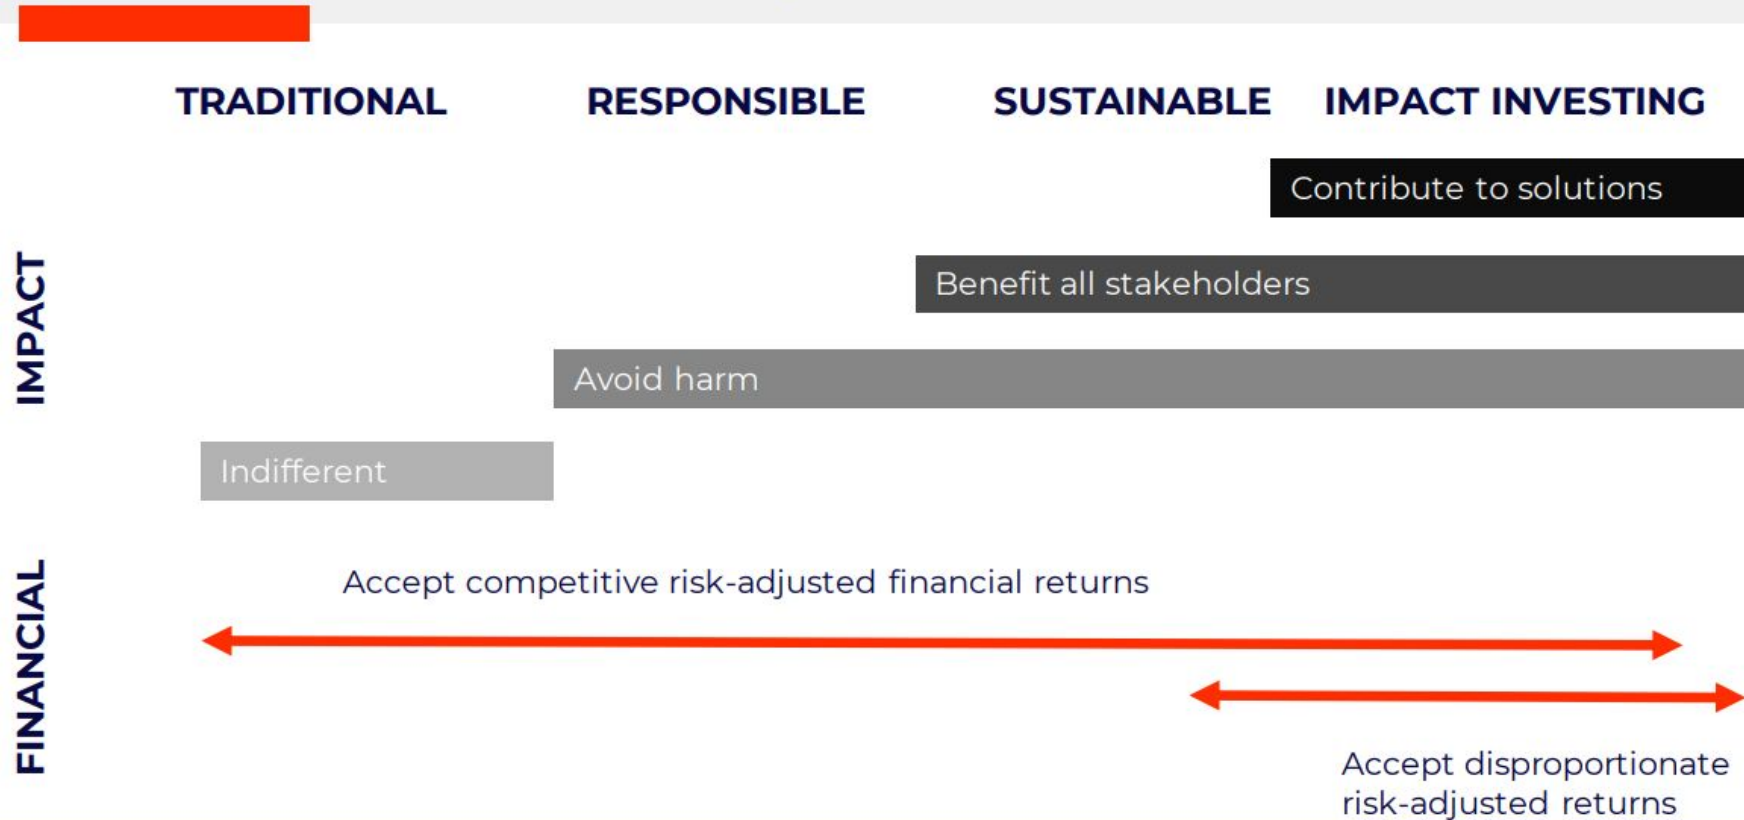 TRADITIONAL
RESPONSIBLE
SUSTAINABLE
IMPACT INVESTING
IMPACT
Contribute to solutions
Benefit all stakeholders
Avoid harm
Indifferent
FINANCIAL
Accept competitive risk-adjusted financial returns
Accept disproportionate
risk-adjusted returns